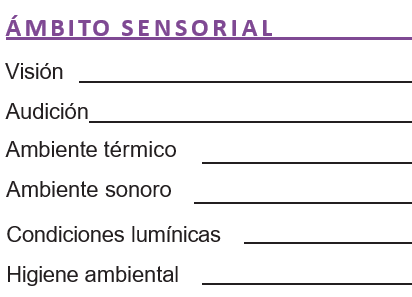 ÁMBITO SENSORIAL
Visión
Audición
Ambiente térmico
Ambiente sonoro
Condiciones lumínicas
Higiene ambiental